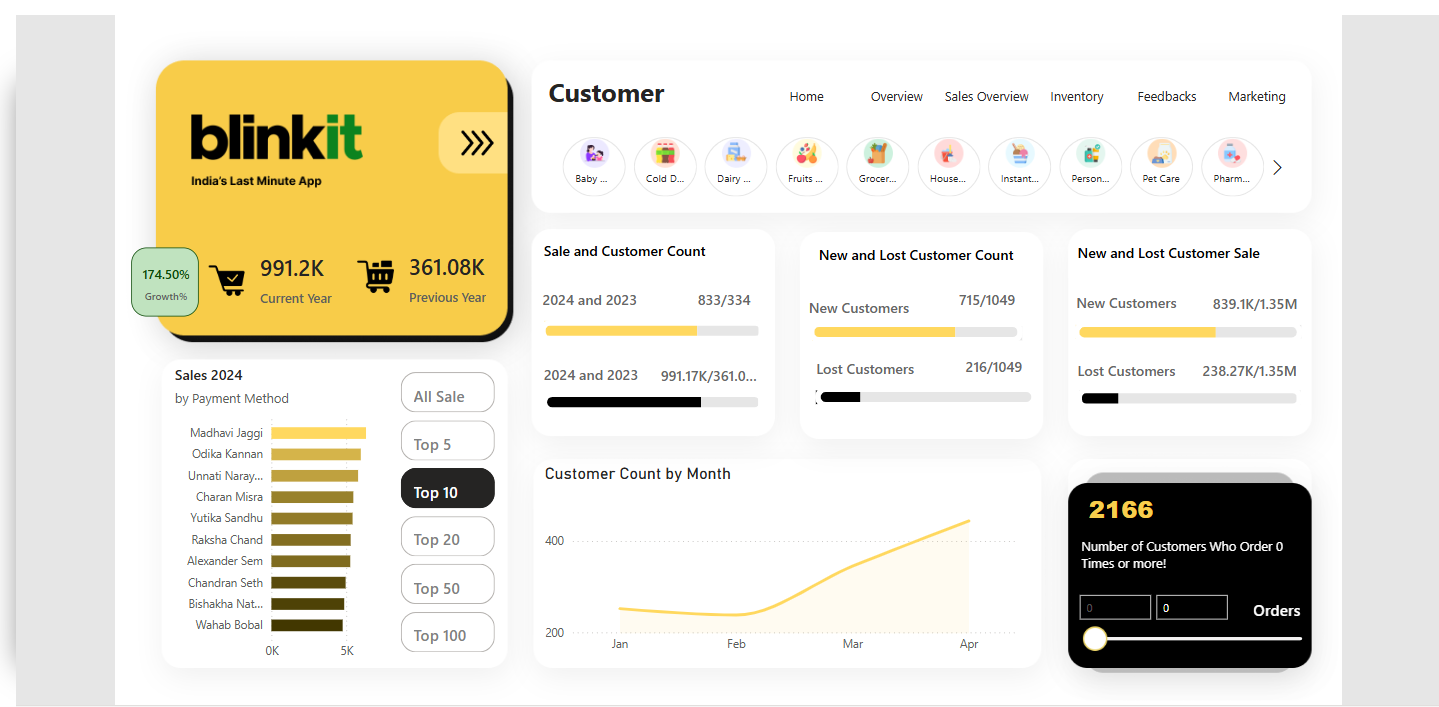 blinkit
India's Last Minute App
174.50%
Growth%
991.2K
Current Year
361.08K
Previous Year
Customer
Home
Overview
Sales Overview
Inventory
Feedbacks
Marketing
Baby ...
Cold D...
Dairy ...
Fruits ...
Grocer...
House...
Instant...
Person...
Pet Care
Pharm...
Sale and Customer Count
2024 and 2023 833/334
2024 and 2023 991.17K/361.0...
New and Lost Customer Count
New Customers 715/1049
Lost Customers 216/1049
New and Lost Customer Sale
New Customers 839.1K/1.35M
Lost Customers 238.27K/1.35M
Sales 2024
by Payment Method
Madhavi Jaggi
Odika Kannan
Unnati Naray...
Charan Misra
Yutika Sandhu
Raksha Chand
Alexander Sem
Chandran Seth
Bishakha Nat...
Wahab Bobal
0K 5K
All Sale
Top 5
Top 10
Top 20
Top 50
Top 100
Customer Count by Month
400
200
Jan Feb Mar Apr
2166
Number of Customers Who Order 0
Times or more!
0 0 Orders